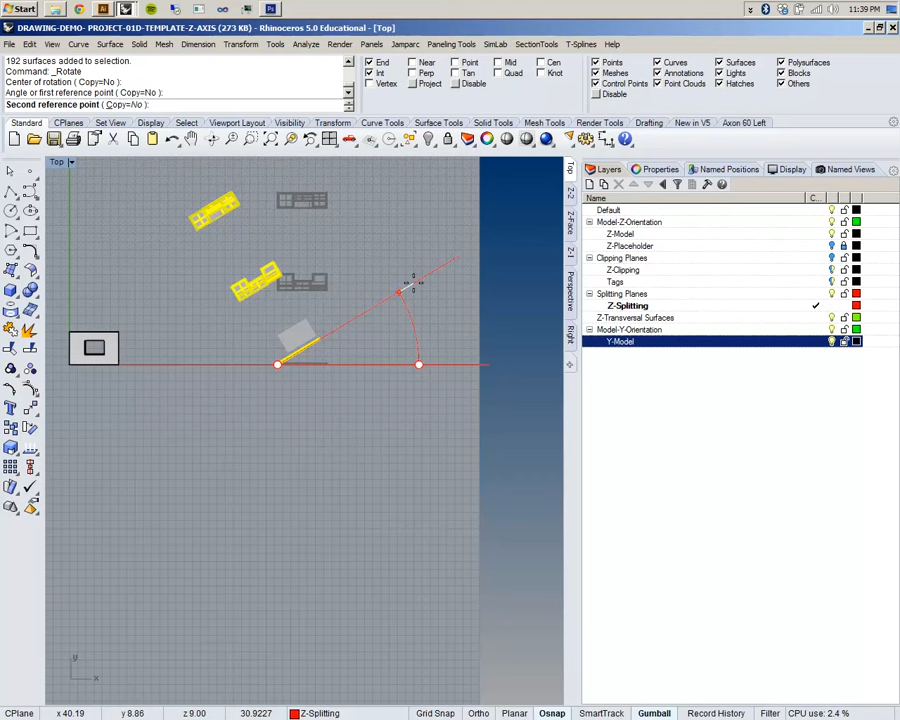 Start
11:39 PM
DRAWING-DEMO- PROJECT-01D-TEMPLATE-Z-AXIS (273 KB) - Rhinoceros 5.0 Educational - [Top]
File Edit View Curve Surface Solid Mesh Dimension Transform Tools Analyze Render Panels Jamparc Paneling Tools SimLab SectionTools T-Splines Help
192 surfaces added to selection.
Command: _Rotate
Center of rotation ( Copy=No ):
Angle or first reference point ( Copy=No ):
Second reference point ( Copy=No ):
End Near Point Mid Cen
Int Perp Tan Quad Knot
Vertex Project Disable
Points Curves Surfaces Polysurfaces
Meshes Annotations Lights Blocks
Control Points Point Clouds Hatches Others
Disable
Standard CPlanes Set View Display Select Viewport Layout Visibility Transform Curve Tools Surface Tools Solid Tools Mesh Tools Render Tools Drafting New in V5 Axon 60 Left
Top
Top
Z-2
Z-Face
Z-1
Perspective
Right
Layers Properties Named Positions Display Named Views
Name C...
Default
Model-Z-Orientation
Z-Model
Z-Placeholder
Clipping Planes
Z-Clipping
Tags
Splitting Planes
Z-Splitting
Z-Transversal Surfaces
Model-Y-Orientation
Y-Model
y
x
CPlane x 40.19 y 8.86 z 9.00 30.9227 Z-Splitting Grid Snap Ortho Planar Osnap SmartTrack Gumball Record History Filter CPU use: 2.4 %